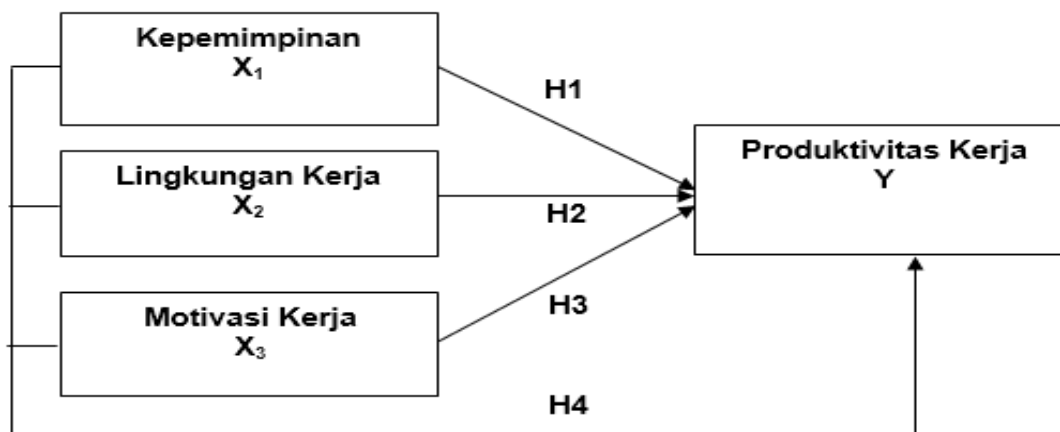 Kepemimpinan
X₁
H1
Lingkungan Kerja
X₂
H2
Motivasi Kerja
X₃
H3
Produktivitas Kerja
Y
H4